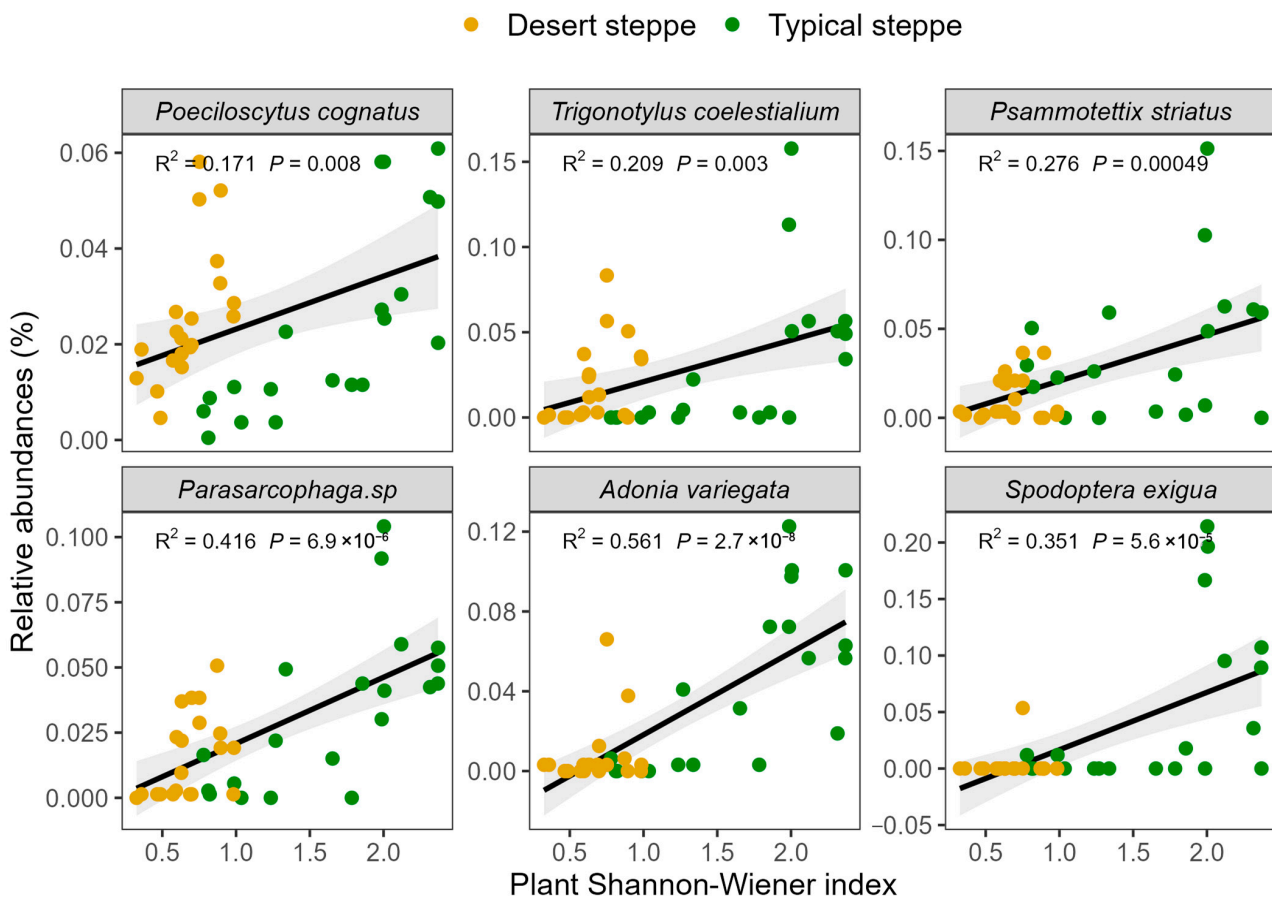 Desert steppe Typical steppe
Poeciloscytus cognatus Trigonotylus coelestialium Psammotettix striatus
R² = 0.171 P = 0.008
0.06
0.04
0.02
0.00
R² = 0.209 P = 0.003
0.15
0.10
0.05
0.00
R² = 0.276 P = 0.00049
0.15
0.10
0.05
0.00
Parasarcophaga.sp Adonia variegata Spodoptera exigua
R² = 0.416 P = 6.9 ×10⁻⁶
0.100
0.075
0.050
0.025
0.000
R² = 0.561 P = 2.7 ×10⁻⁸
0.12
0.08
0.04
0.00
R² = 0.351 P = 5.6 ×10⁻⁵
0.20
0.15
0.10
0.05
0.00
−0.05
0.5 1.0 1.5 2.0 0.5 1.0 1.5 2.0 0.5 1.0 1.5 2.0
Relative abundances (%)
Plant Shannon-Wiener index